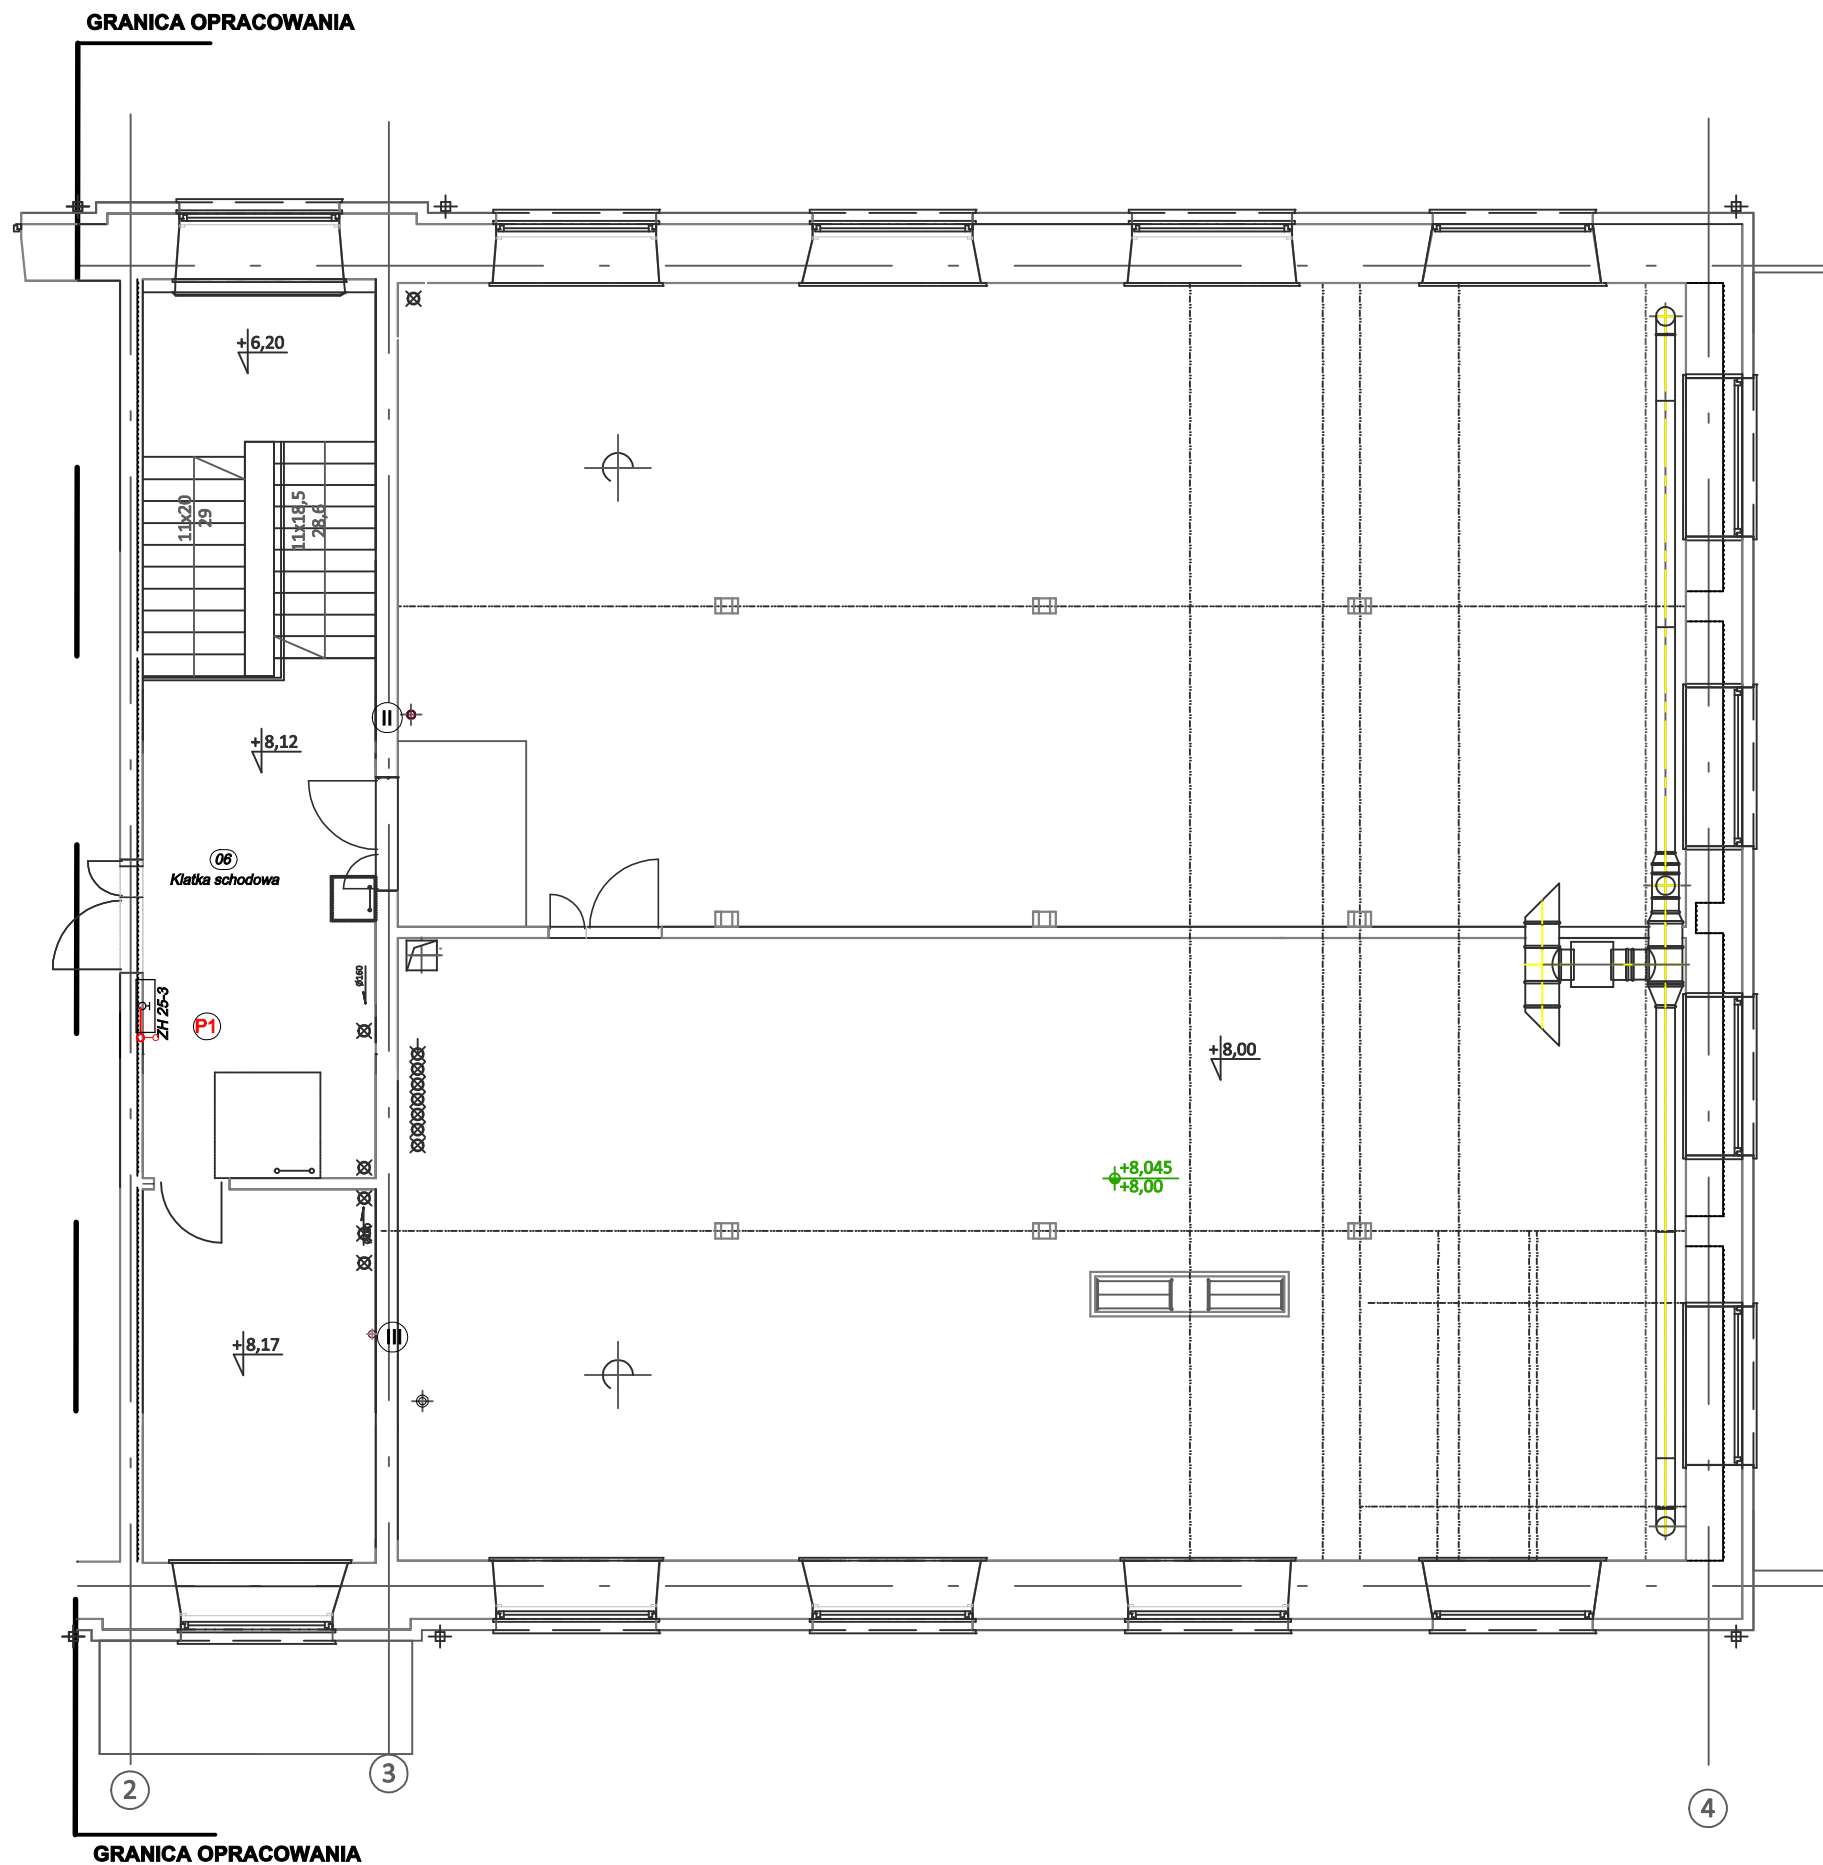 GRANICA OPRACOWANIA
+6,20
11x20
29
11x18,5
28,6
II
+8,12
06
Klatka schodowa
Ø160
ZH 25-3
P1
+8,00
+8,045
+8,00
III
+8,17
2
3
4
GRANICA OPRACOWANIA